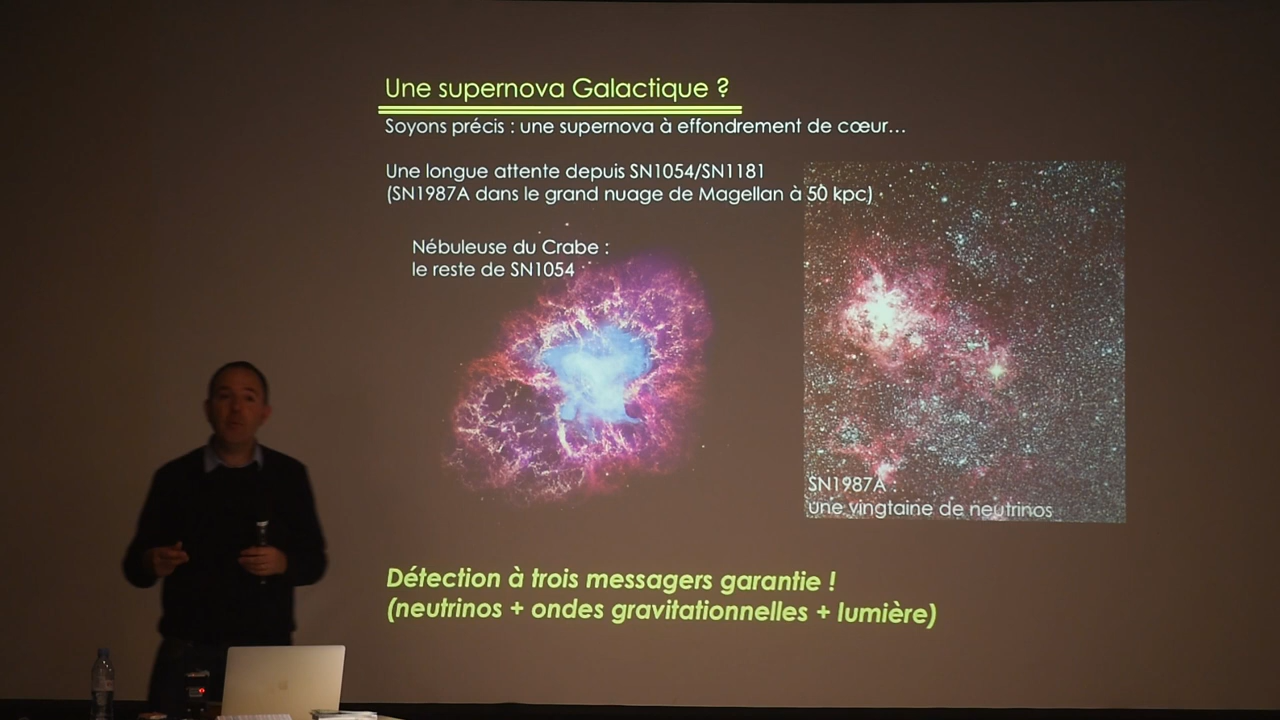 Une supernova Galactique ?
Soyons précis : une supernova à effondrement de cœur…
Une longue attente depuis SN1054/SN1181
(SN1987A dans le grand nuage de Magellan à 50 kpc)
Nébuleuse du Crabe :
le reste de SN1054
SN1987A :
une vingtaine de neutrinos
Détection à trois messagers garantie !
(neutrinos + ondes gravitationnelles + lumière)